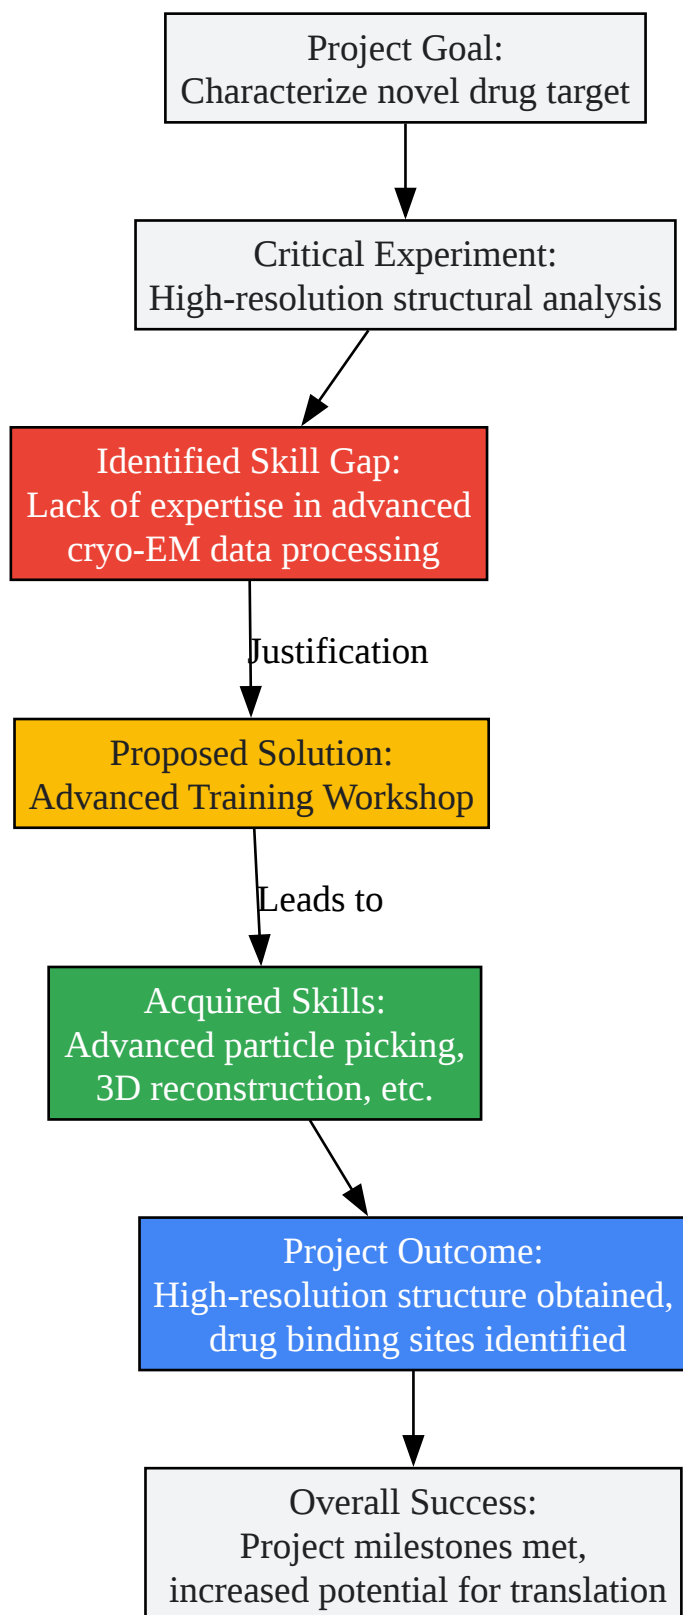 Project Goal:
Characterize novel drug target
Critical Experiment:
High-resolution structural analysis
Identified Skill Gap:
Lack of expertise in advanced
cryo-EM data processing
Justification
Proposed Solution:
Advanced Training Workshop
Leads to
Acquired Skills:
Advanced particle picking,
3D reconstruction, etc.
Project Outcome:
High-resolution structure obtained,
drug binding sites identified
Overall Success:
Project milestones met,
increased potential for translation